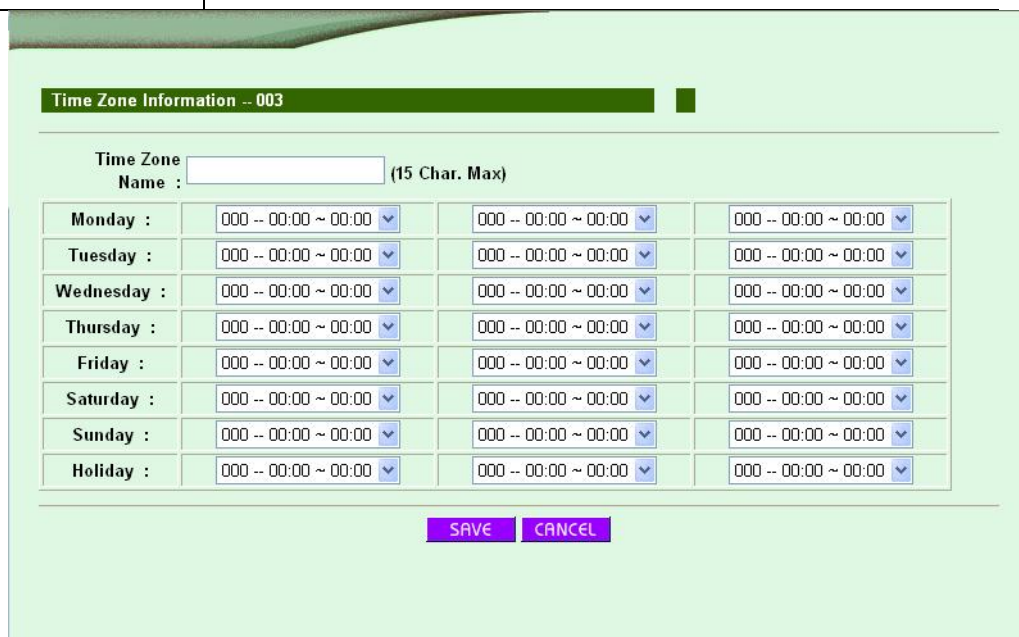 Time Zone Information -- 003
Time Zone
Name : (15 Char. Max)
Monday : 000 -- 00:00 ~ 00:00 000 -- 00:00 ~ 00:00 000 -- 00:00 ~ 00:00
Tuesday : 000 -- 00:00 ~ 00:00 000 -- 00:00 ~ 00:00 000 -- 00:00 ~ 00:00
Wednesday : 000 -- 00:00 ~ 00:00 000 -- 00:00 ~ 00:00 000 -- 00:00 ~ 00:00
Thursday : 000 -- 00:00 ~ 00:00 000 -- 00:00 ~ 00:00 000 -- 00:00 ~ 00:00
Friday : 000 -- 00:00 ~ 00:00 000 -- 00:00 ~ 00:00 000 -- 00:00 ~ 00:00
Saturday : 000 -- 00:00 ~ 00:00 000 -- 00:00 ~ 00:00 000 -- 00:00 ~ 00:00
Sunday : 000 -- 00:00 ~ 00:00 000 -- 00:00 ~ 00:00 000 -- 00:00 ~ 00:00
Holiday : 000 -- 00:00 ~ 00:00 000 -- 00:00 ~ 00:00 000 -- 00:00 ~ 00:00
SAVE CANCEL